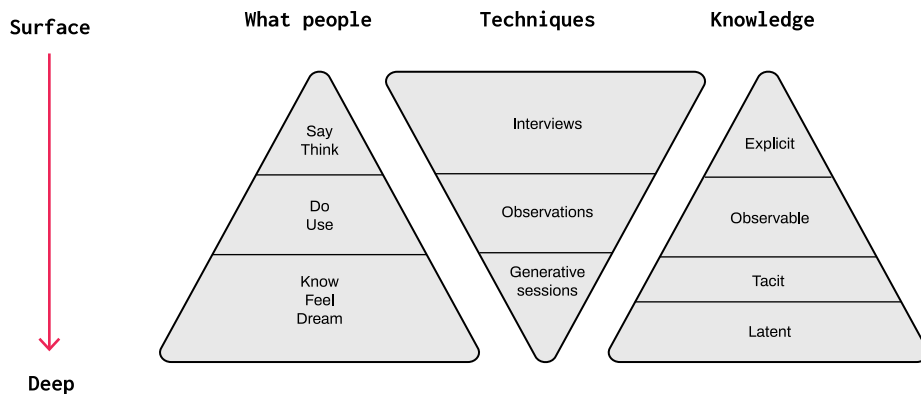 Surface
What people
Techniques
Knowledge
Say
Think
Do
Use
Know
Feel
Dream
Interviews
Observations
Generative
sessions
Explicit
Observable
Tacit
Latent
Deep